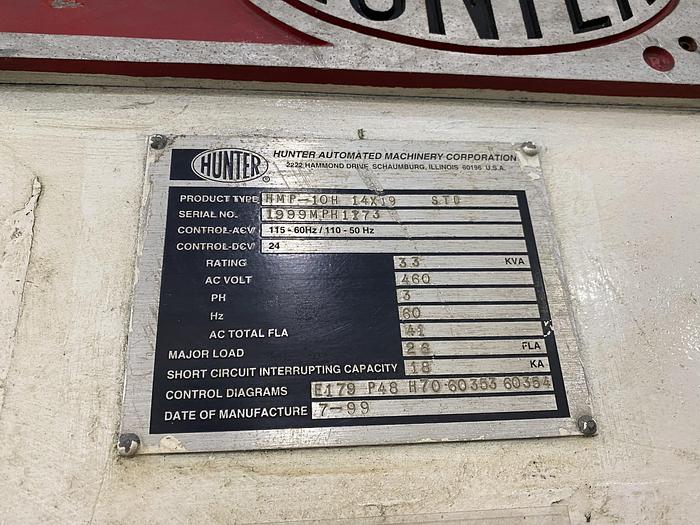 HUNTER
HUNTER
®
HUNTER AUTOMATED MACHINERY CORPORATION
2222 HAMMOND DRIVE, SCHAUMBURG, ILLINOIS 60196 U.S.A.
PRODUCT TYPE HMP-10H 14X19 STD
SERIAL NO. 1999MPH1173
CONTROL-ACV 115 - 60Hz / 110 - 50 Hz
CONTROL-DCV 24
RATING 33 KVA
AC VOLT 460
PH 3
Hz 60
AC TOTAL FLA 41
MAJOR LOAD 28 FLA
SHORT CIRCUIT INTERRUPTING CAPACITY 18 KA
CONTROL DIAGRAMS E179 P48 H70 60353 60354
DATE OF MANUFACTURE 7-99